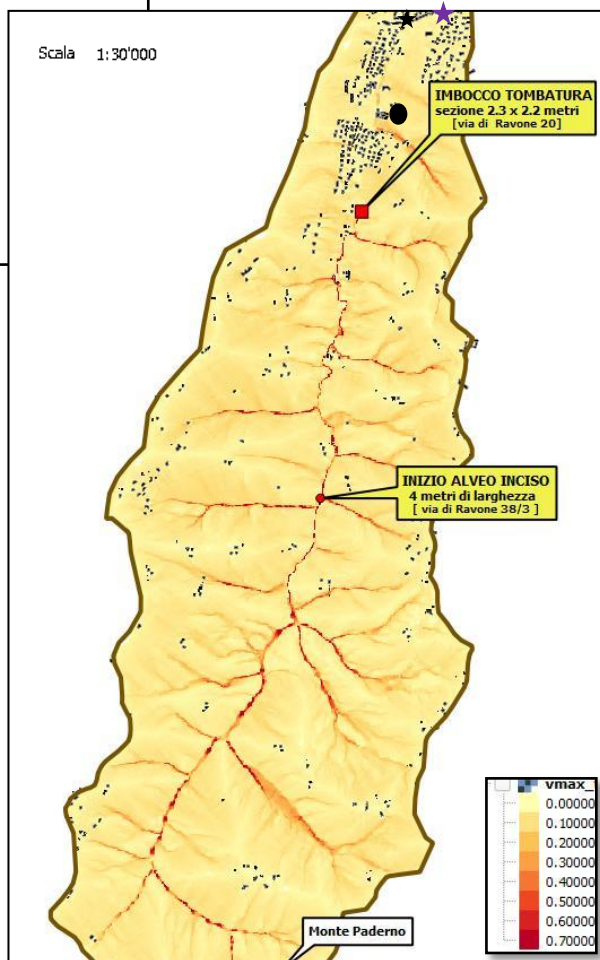 Scala 1:30'000
IMBOCCO TOMBATURA
sezione 2.3 x 2.2 metri
[via di Ravone 20]
INIZIO ALVEO INCISO
4 metri di larghezza
[ via di Ravone 38/3 ]
vmax_
0.00000
0.10000
0.20000
0.30000
0.40000
0.50000
0.60000
0.70000
Monte Paderno